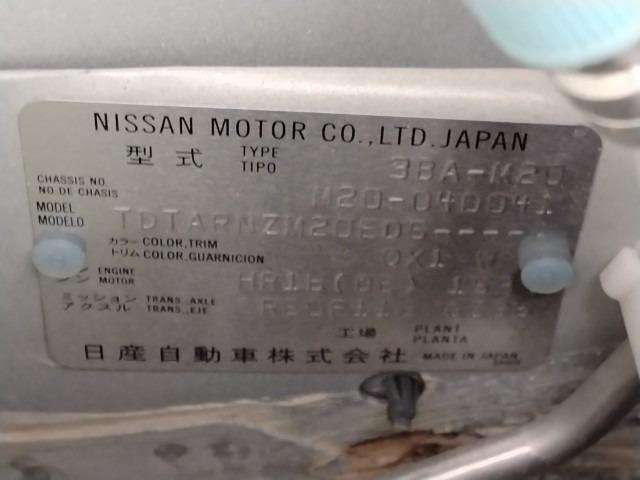 NISSAN MOTOR CO.,LTD.JAPAN
型式 TYPE TIPO 3BA-M20
CHASSIS NO. NO DE CHASIS M20-040041
MODEL MODELO
カラー COLOR,TRIM
トリム COLOR,GUARNICION QX1
ENGINE MOTOR HR16(DE)
ミッション TRANS.,AXLE
アクスル TRANS.,EJE
工場 PLANT PLANTA
日産自動車株式会社 MADE IN JAPAN